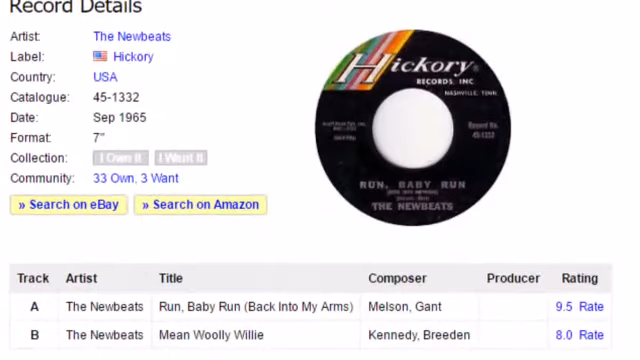 Record Details
Artist: The Newbeats
Label: Hickory
Country: USA
Catalogue: 45-1332
Date: Sep 1965
Format: 7"
Collection: I Own It I Want It
Community: 33 Own, 3 Want
» Search on eBay » Search on Amazon
Hickory
RECORDS, INC
NASHVILLE, TENN
Record No.
45-1332
RUN, BABY RUN
THE NEWBEATS
Track Artist Title Composer Producer Rating
A The Newbeats Run, Baby Run (Back Into My Arms) Melson, Gant 9.5 Rate
B The Newbeats Mean Woolly Willie Kennedy, Breeden 8.0 Rate